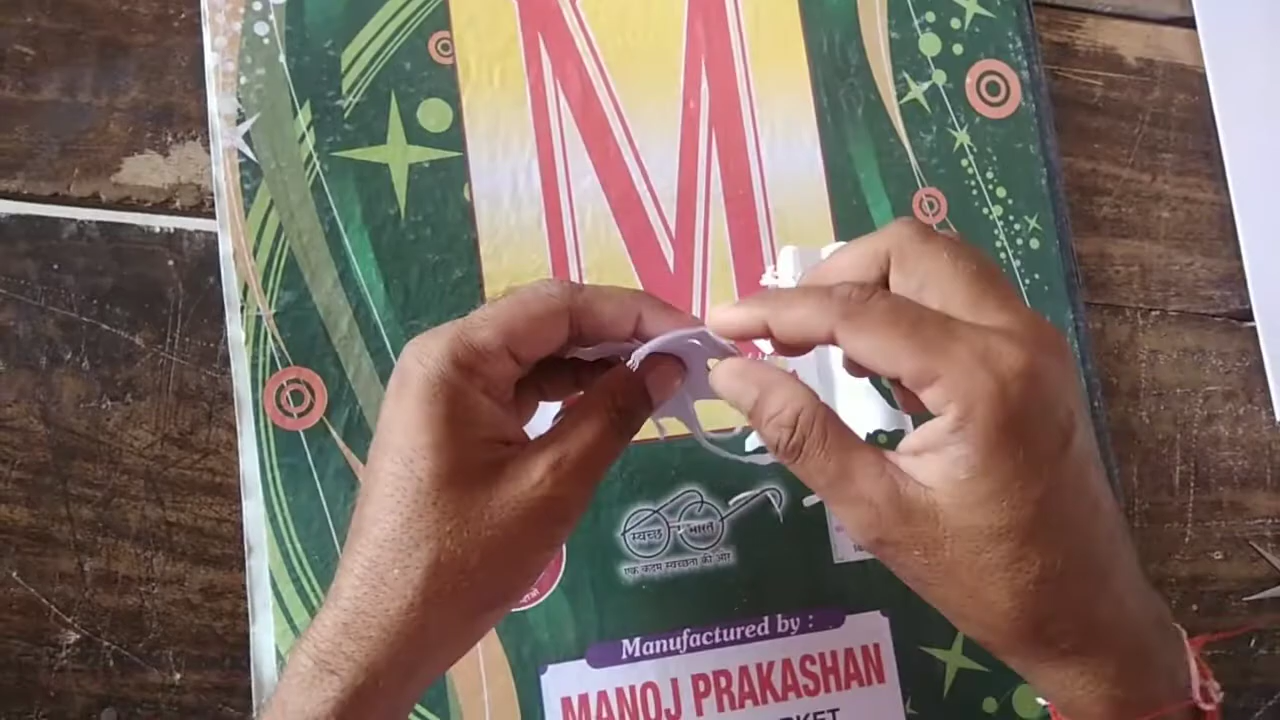 M
स्वच्छ भारत
एक कदम स्वच्छता की ओर
Manufactured by :
MANOJ PRAKASHAN